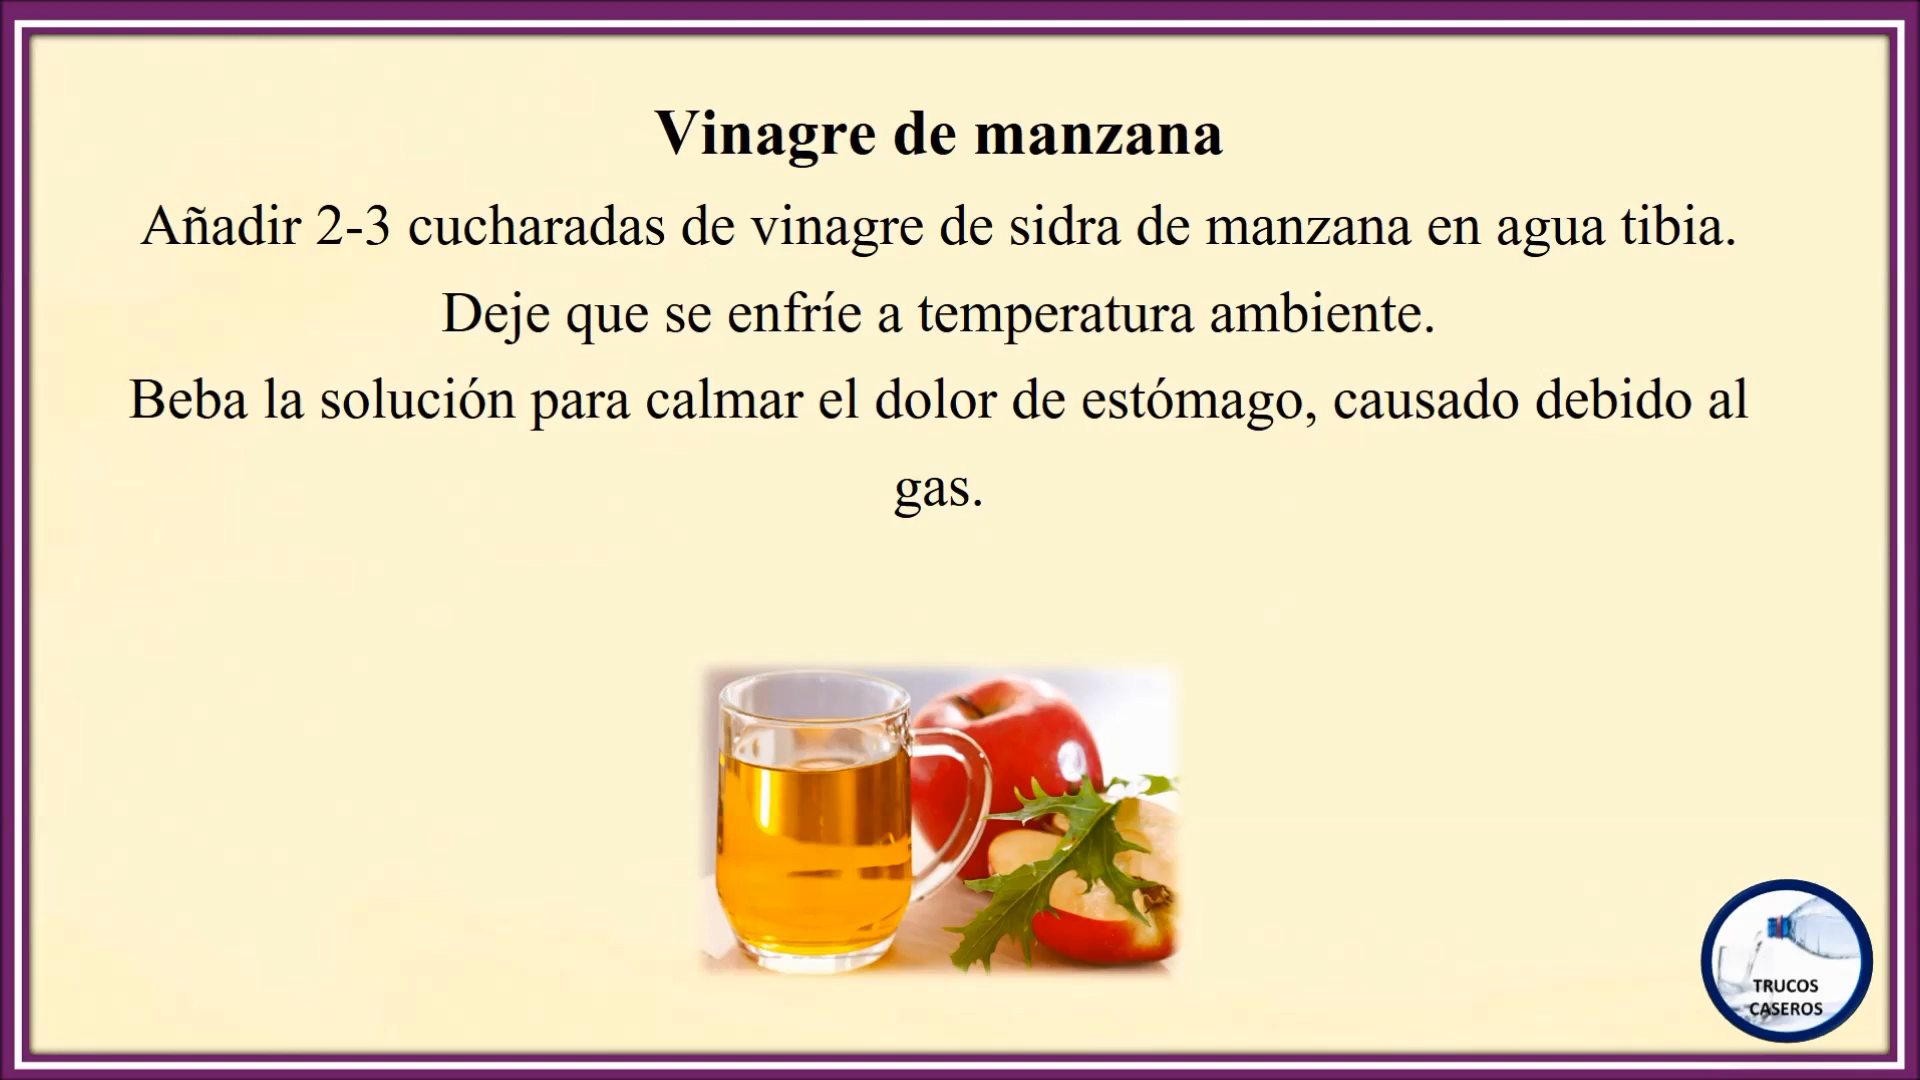 Vinagre de manzana
Añadir 2-3 cucharadas de vinagre de sidra de manzana en agua tibia.
Deje que se enfríe a temperatura ambiente.
Beba la solución para calmar el dolor de estómago, causado debido al
gas.
TRUCOS
CASEROS